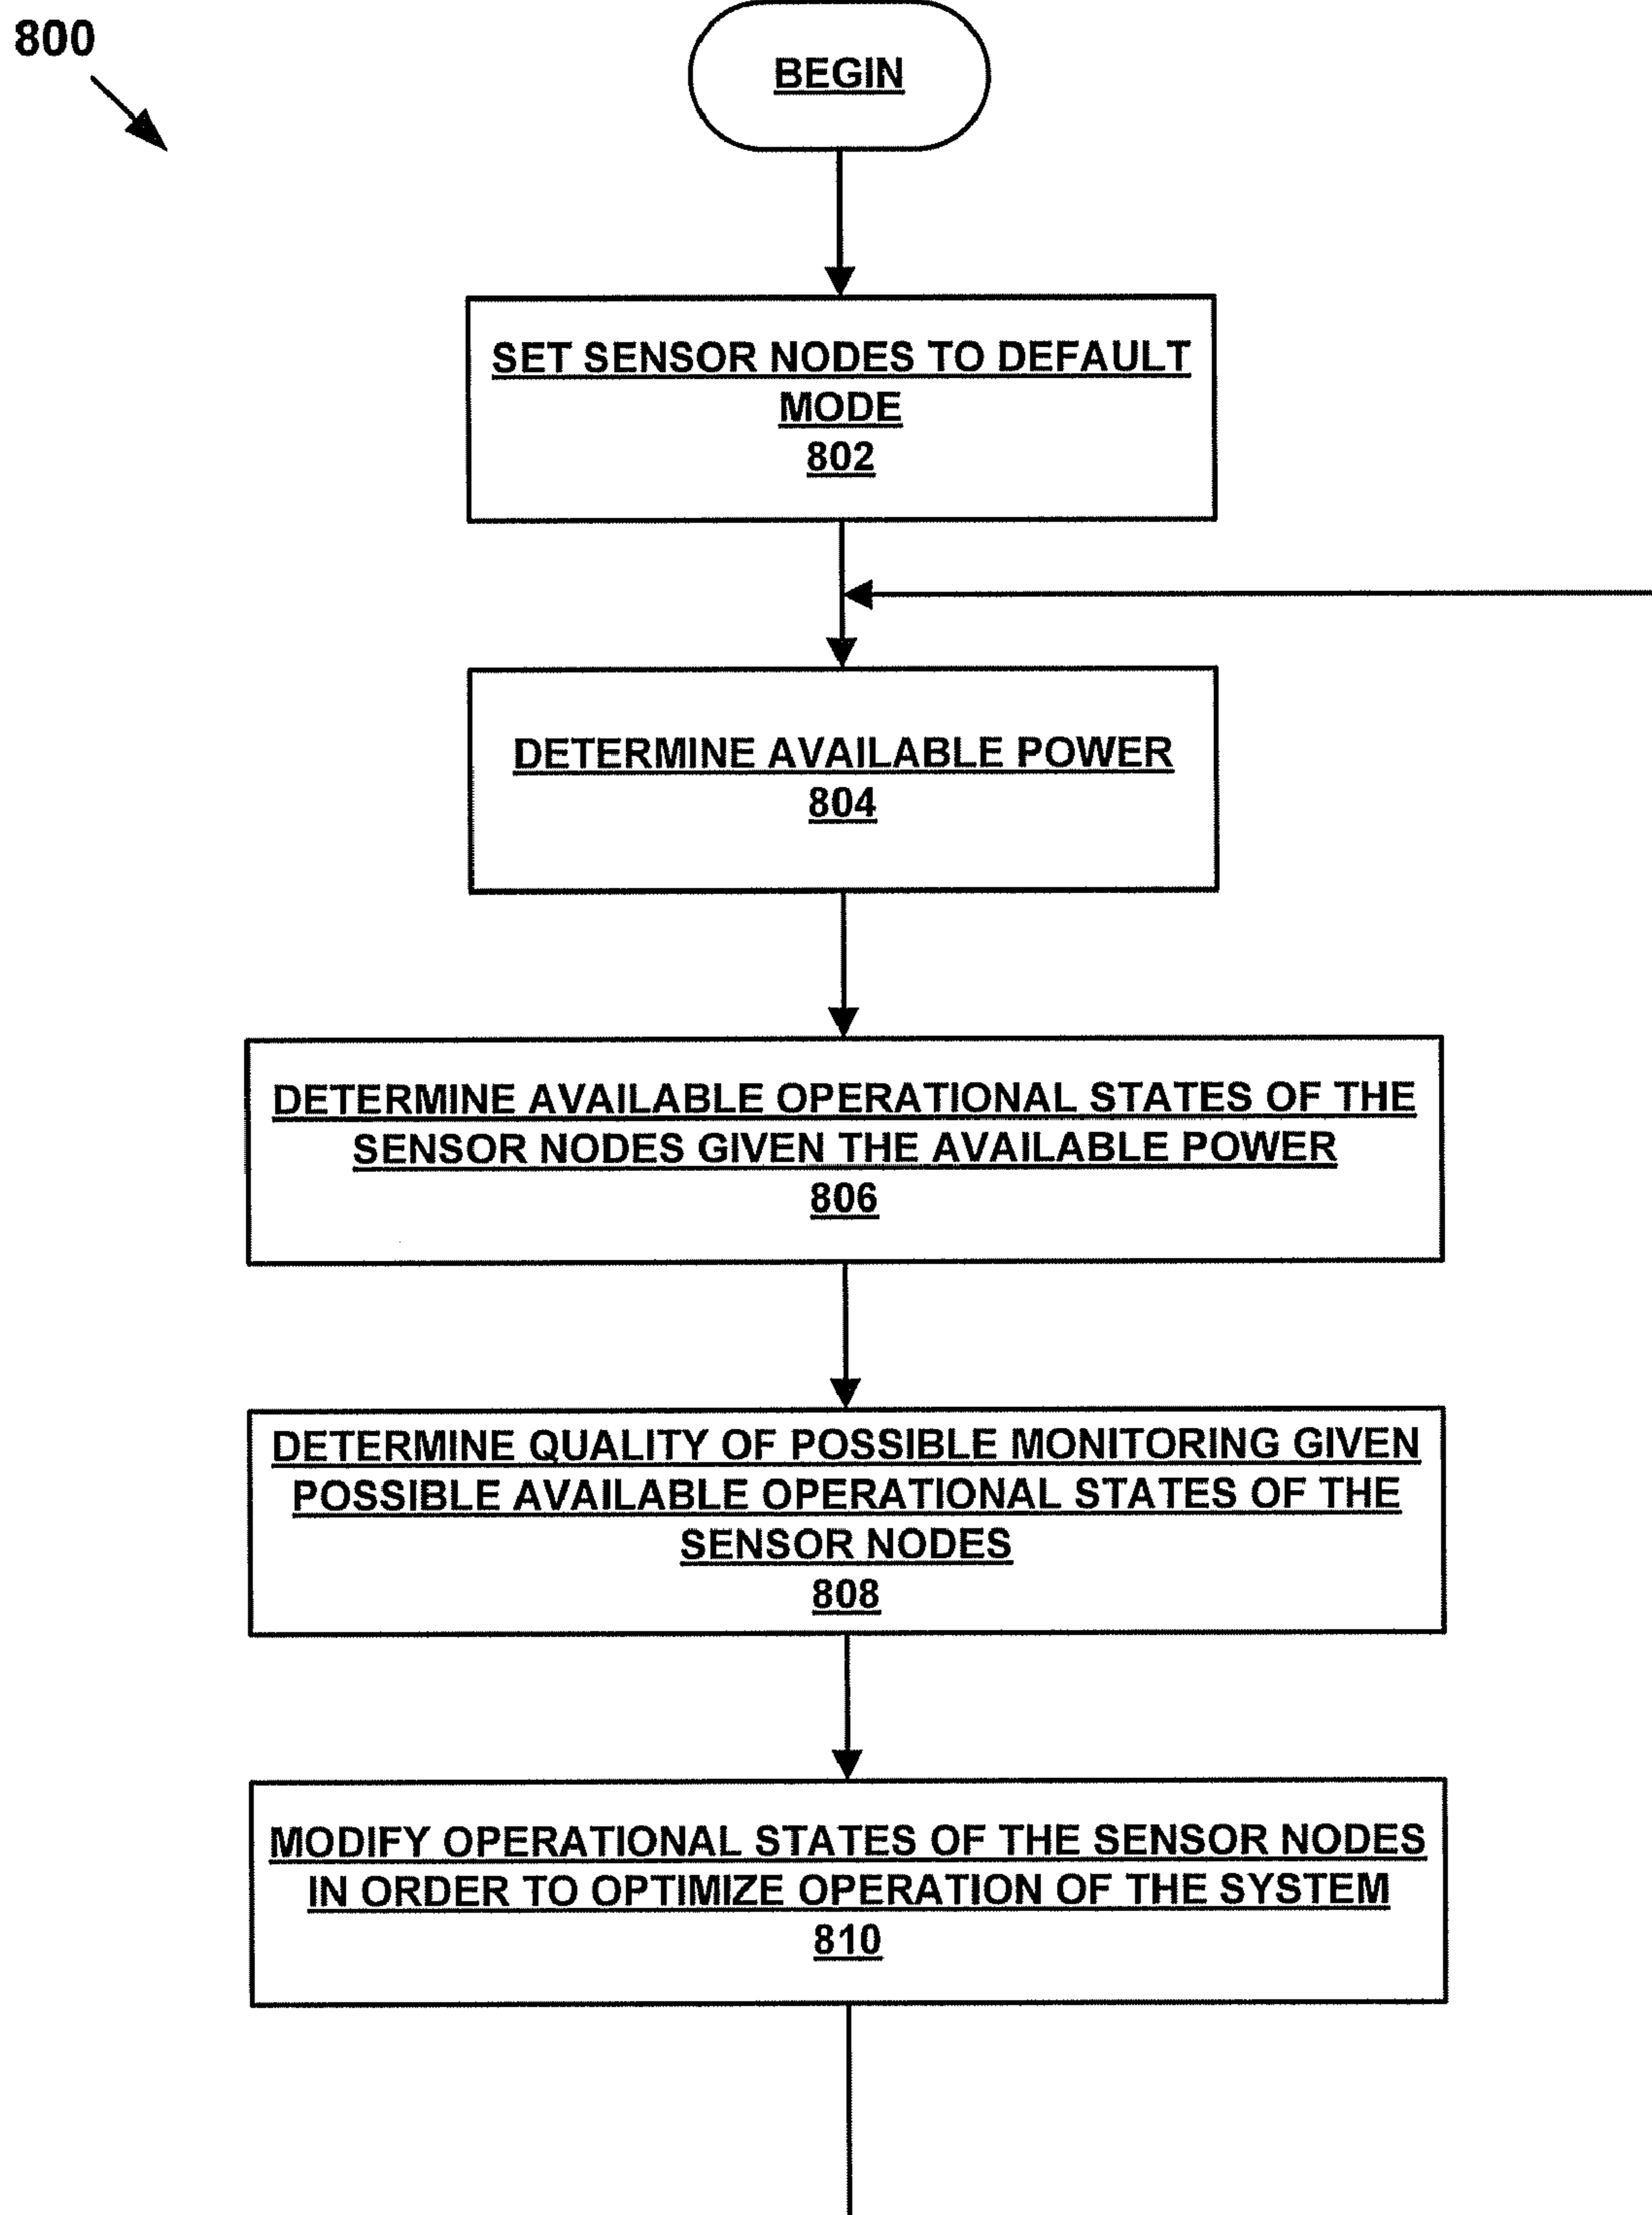 800
BEGIN
SET SENSOR NODES TO DEFAULT
MODE
802
DETERMINE AVAILABLE POWER
804
DETERMINE AVAILABLE OPERATIONAL STATES OF THE
SENSOR NODES GIVEN THE AVAILABLE POWER
806
DETERMINE QUALITY OF POSSIBLE MONITORING GIVEN
POSSIBLE AVAILABLE OPERATIONAL STATES OF THE
SENSOR NODES
808
MODIFY OPERATIONAL STATES OF THE SENSOR NODES
IN ORDER TO OPTIMIZE OPERATION OF THE SYSTEM
810